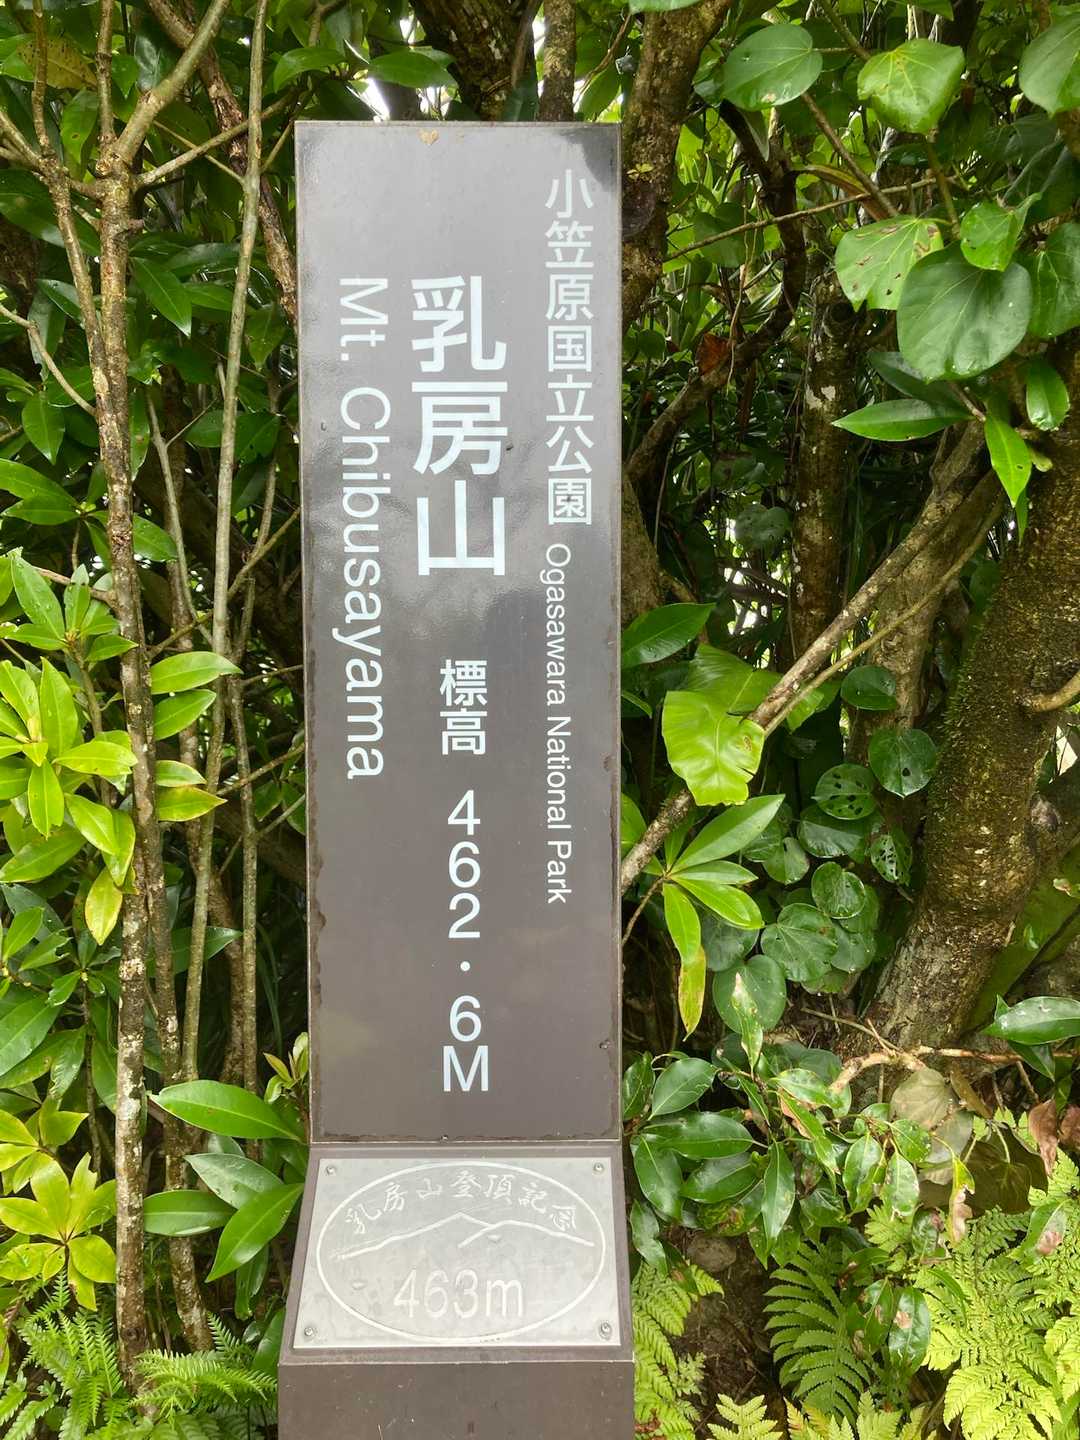 小笠原国立公園 Ogasawara National Park
乳房山 標高 462・6M
Mt. Chibusayama
乳房山登頂記念
463m